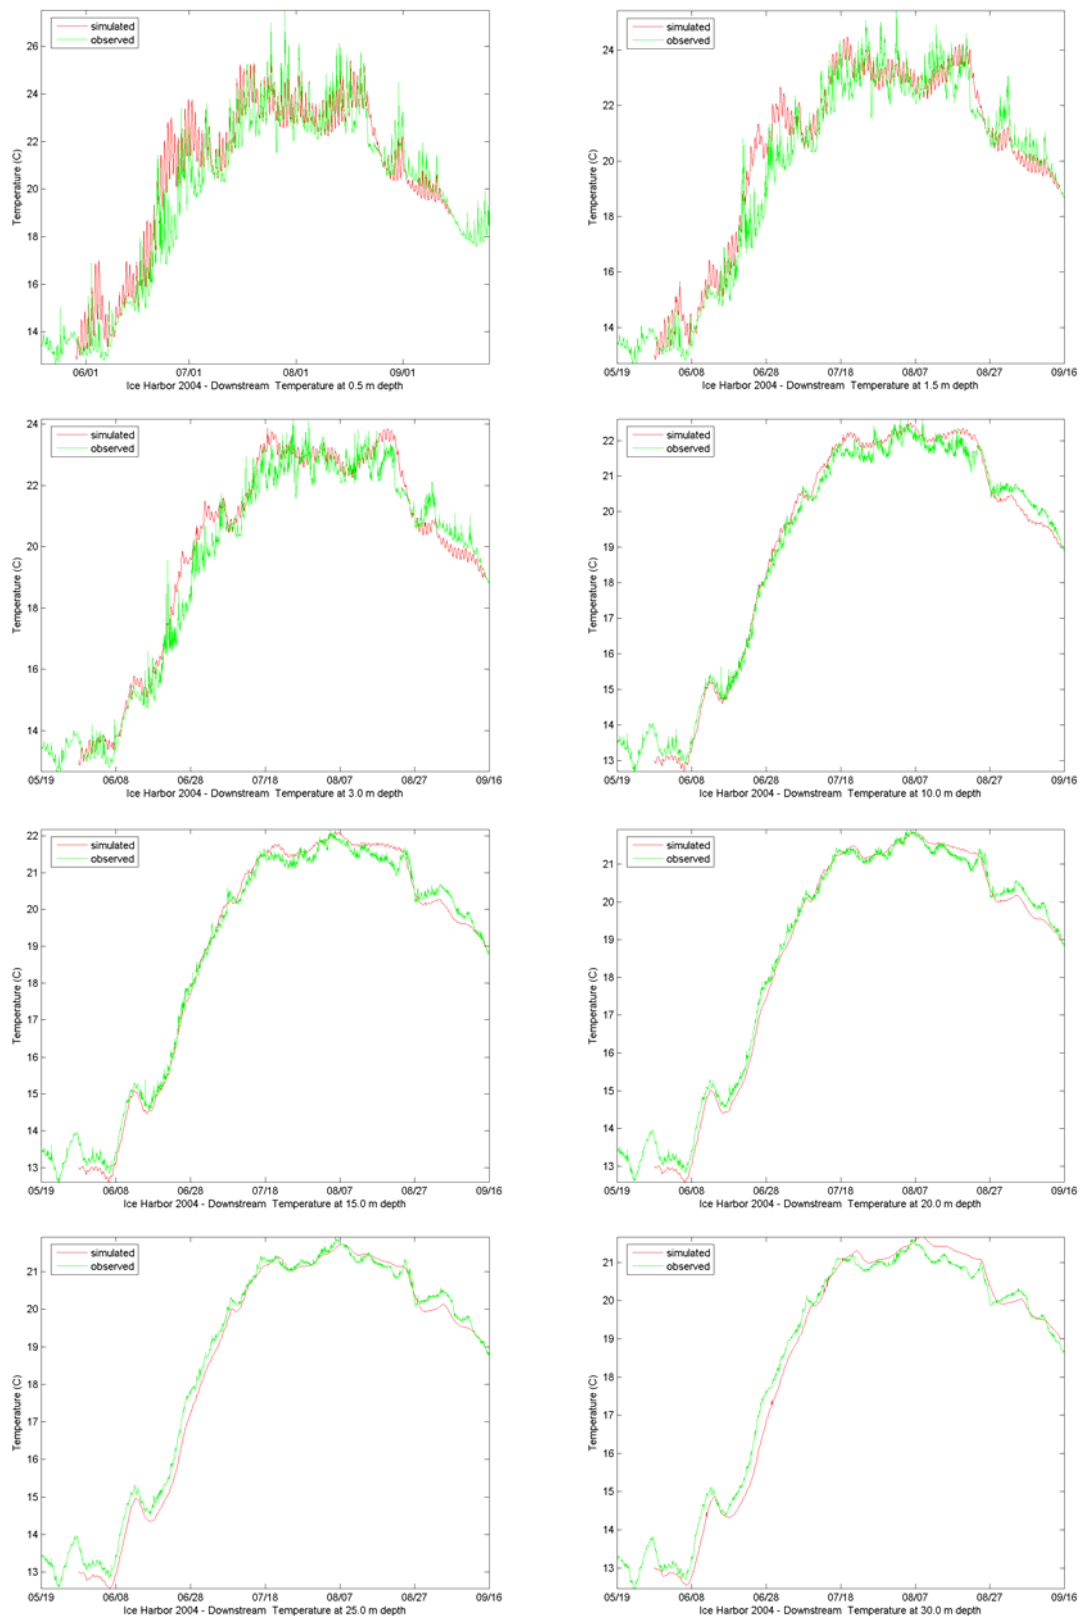 simulated
observed
26
24
22
20
18
16
14
Temperature (C)
06/01 07/01 08/01 09/01
Ice Harbor 2004 - Downstream Temperature at 0.5 m depth
simulated
observed
24
22
20
18
16
14
Temperature (C)
05/19 06/08 06/28 07/18 08/07 08/27 09/16
Ice Harbor 2004 - Downstream Temperature at 1.5 m depth
simulated
observed
24
22
20
18
16
14
Temperature (C)
05/19 06/08 06/28 07/18 08/07 08/27 09/16
Ice Harbor 2004 - Downstream Temperature at 3.0 m depth
simulated
observed
22
21
20
19
18
17
16
15
14
13
Temperature (C)
05/19 06/08 06/28 07/18 08/07 08/27 09/16
Ice Harbor 2004 - Downstream Temperature at 10.0 m depth
simulated
observed
22
21
20
19
18
17
16
15
14
13
Temperature (C)
05/19 06/08 06/28 07/18 08/07 08/27 09/16
Ice Harbor 2004 - Downstream Temperature at 15.0 m depth
simulated
observed
21
20
19
18
17
16
15
14
13
Temperature (C)
05/19 06/08 06/28 07/18 08/07 08/27 09/16
Ice Harbor 2004 - Downstream Temperature at 20.0 m depth
simulated
observed
21
20
19
18
17
16
15
14
13
Temperature (C)
05/19 06/08 06/28 07/18 08/07 08/27 09/16
Ice Harbor 2004 - Downstream Temperature at 25.0 m depth
simulated
observed
21
20
19
18
17
16
15
14
13
Temperature (C)
05/19 06/08 06/28 07/18 08/07 08/27 09/16
Ice Harbor 2004 - Downstream Temperature at 30.0 m depth